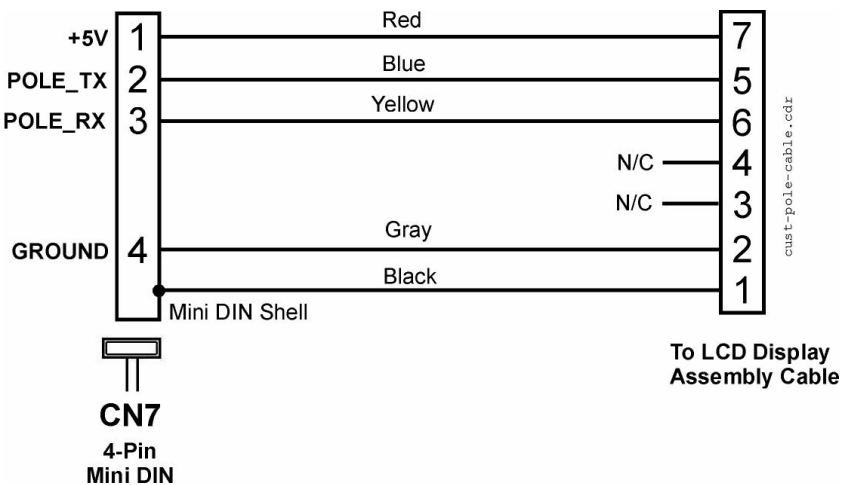 Red
+5V 1 7
Blue
POLE_TX 2 5
Yellow
POLE_RX 3 6
N/C 4
N/C 3
Gray
GROUND 4 2
Black
1
Mini DIN Shell
cust-pole-cable.cdr
To LCD Display
Assembly Cable
CN7
4-Pin
Mini DIN